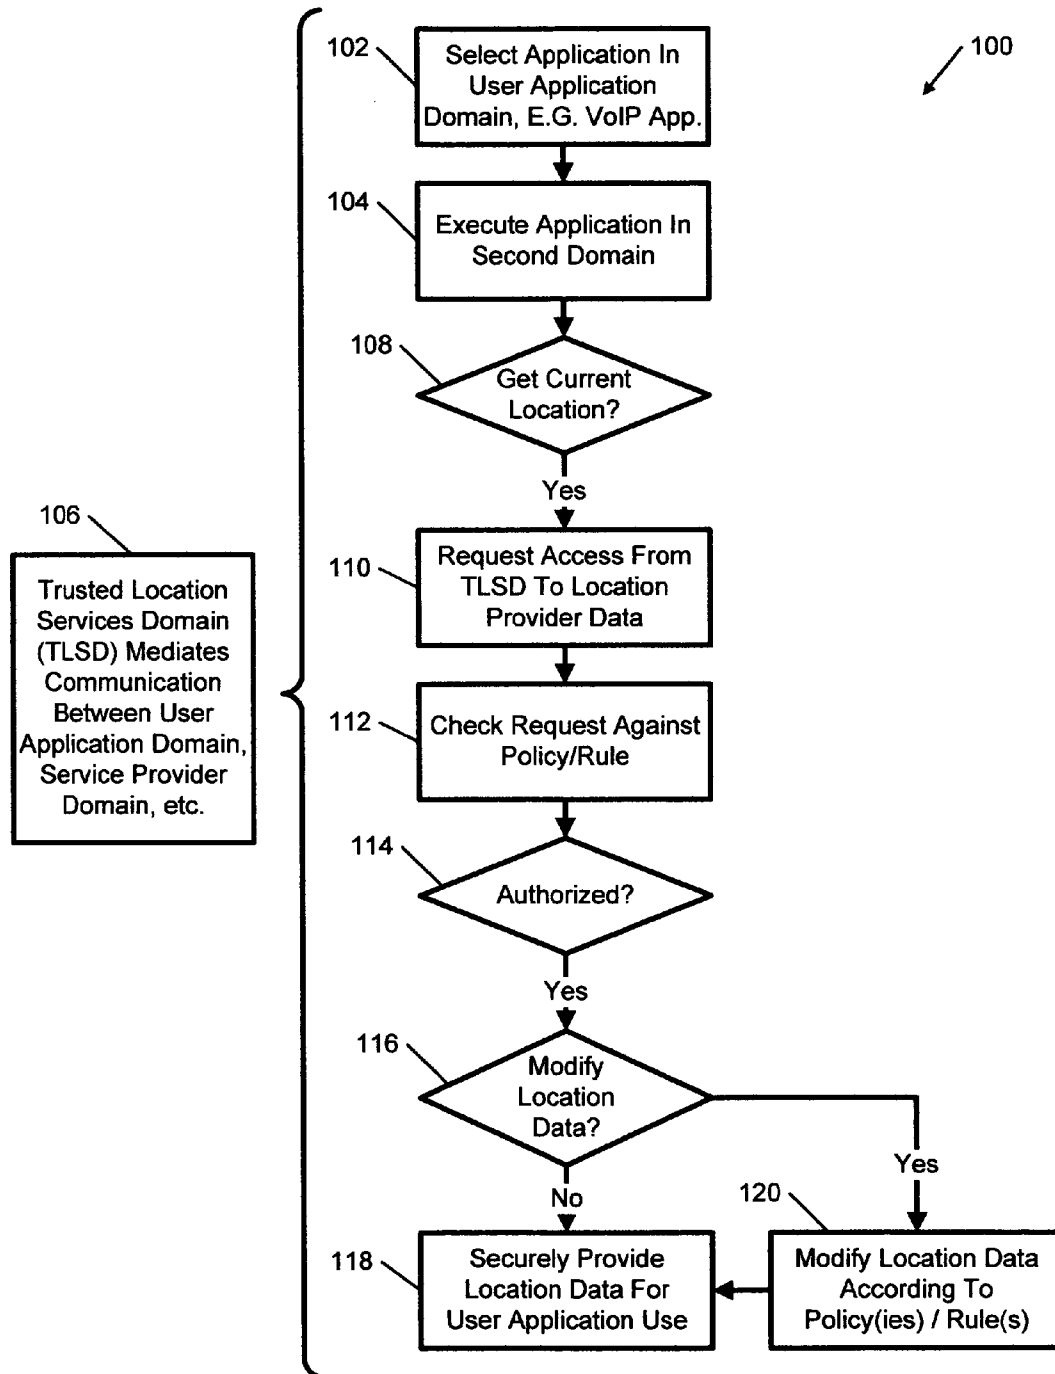 102
Select Application In
User Application
Domain, E.G. VoIP App.
100
104
Execute Application In
Second Domain
108
Get Current
Location?
Yes
106
Trusted Location
Services Domain
(TLSD) Mediates
Communication
Between User
Application Domain,
Service Provider
Domain, etc.
110
Request Access From
TLSD To Location
Provider Data
112
Check Request Against
Policy/Rule
114
Authorized?
Yes
116
Modify
Location
Data?
Yes
No
118
Securely Provide
Location Data For
User Application Use
120
Modify Location Data
According To
Policy(ies) / Rule(s)